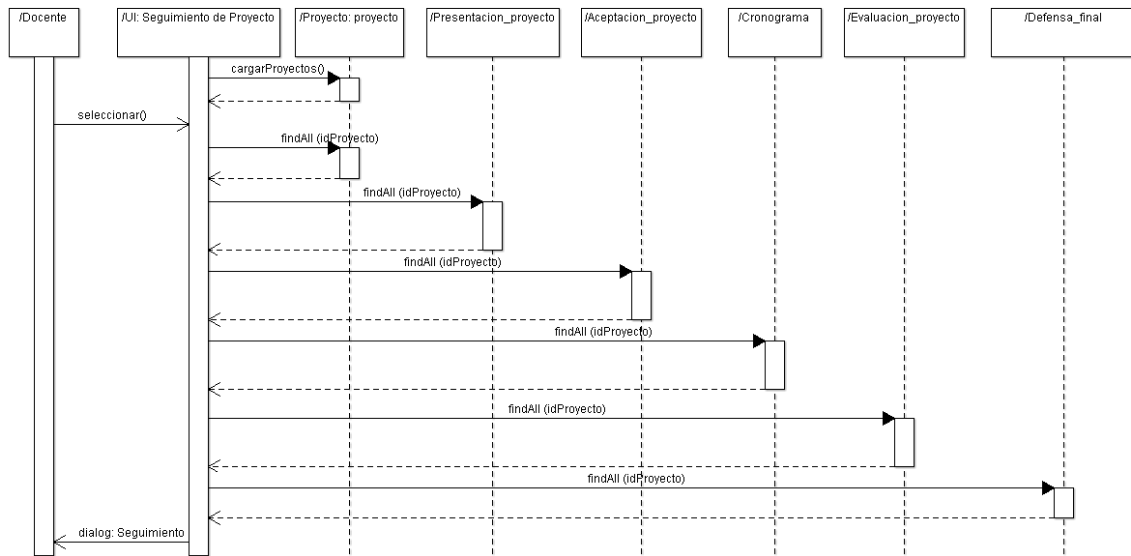 /Docente
/UI: Seguimiento de Proyecto
/Proyecto: proyecto
/Presentacion_proyecto
/Aceptacion_proyecto
/Cronograma
/Evaluacion_proyecto
/Defensa_final
cargarProyectos()
seleccionar()
findAll (idProyecto)
findAll (idProyecto)
findAll (idProyecto)
findAll (idProyecto)
findAll (idProyecto)
findAll (idProyecto)
dialog: Seguimiento